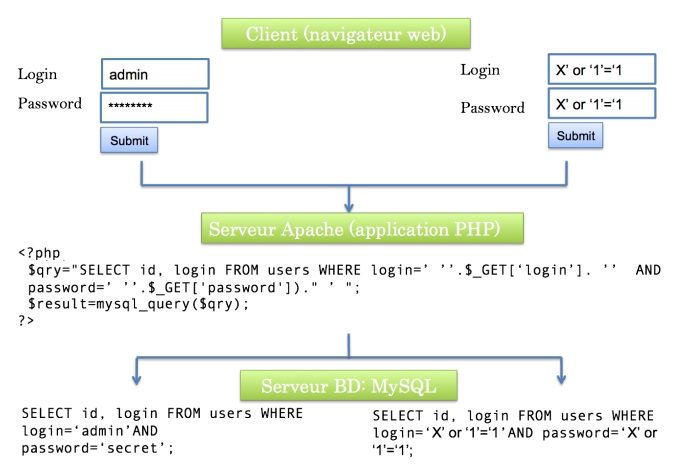 Client (navigateur web)
Login
admin
Password
********
Submit
Login
X’ or ‘1’=‘1
Password
X’ or ‘1’=‘1
Submit
Serveur Apache (application PHP)
<?php
$qry="SELECT id, login FROM users WHERE login=' ''.$_GET['login']. '' AND
password=' ''.$_GET['password'])." ' ";
$result=mysql_query($qry);
?>
Serveur BD: MySQL
SELECT id, login FROM users WHERE
login=‘admin’AND
password=‘secret’;
SELECT id, login FROM users WHERE
login=‘X’ or ‘1’=‘1’AND password=‘X’ or
‘1’=‘1’;